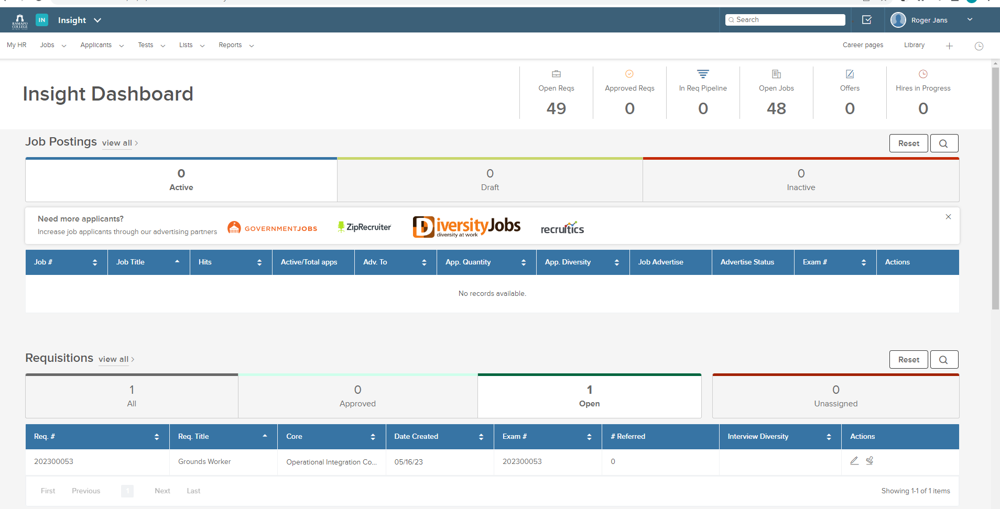 RAMAPO
COLLEGE
IN
Insight
Search
Roger Jans
My HR
Jobs
Applicants
Tests
Lists
Reports
Career pages
Library
Insight Dashboard
Open Reqs
49
Approved Reqs
0
In Req Pipeline
0
Open Jobs
48
Offers
0
Hires in Progress
0
Job Postings view all >
Reset
0
Active
0
Draft
0
Inactive
Need more applicants?
Increase job applicants through our advertising partners
GOVERNMENTJOBS
ZipRecruiter
DiversityJobs
diversity at work
recruitics
Job # Job Title Hits Active/Total apps Adv. To App. Quantity App. Diversity Job Advertise Advertise Status Exam # Actions
No records available.
Requisitions view all >
Reset
1
All
0
Approved
1
Open
0
Unassigned
Req. # Req. Title Core Date Created Exam # # Referred Interview Diversity Actions
202300053 Grounds Worker Operational Integration Co... 05/16/23 202300053 0
First Previous 1 Next Last
Showing 1-1 of 1 items